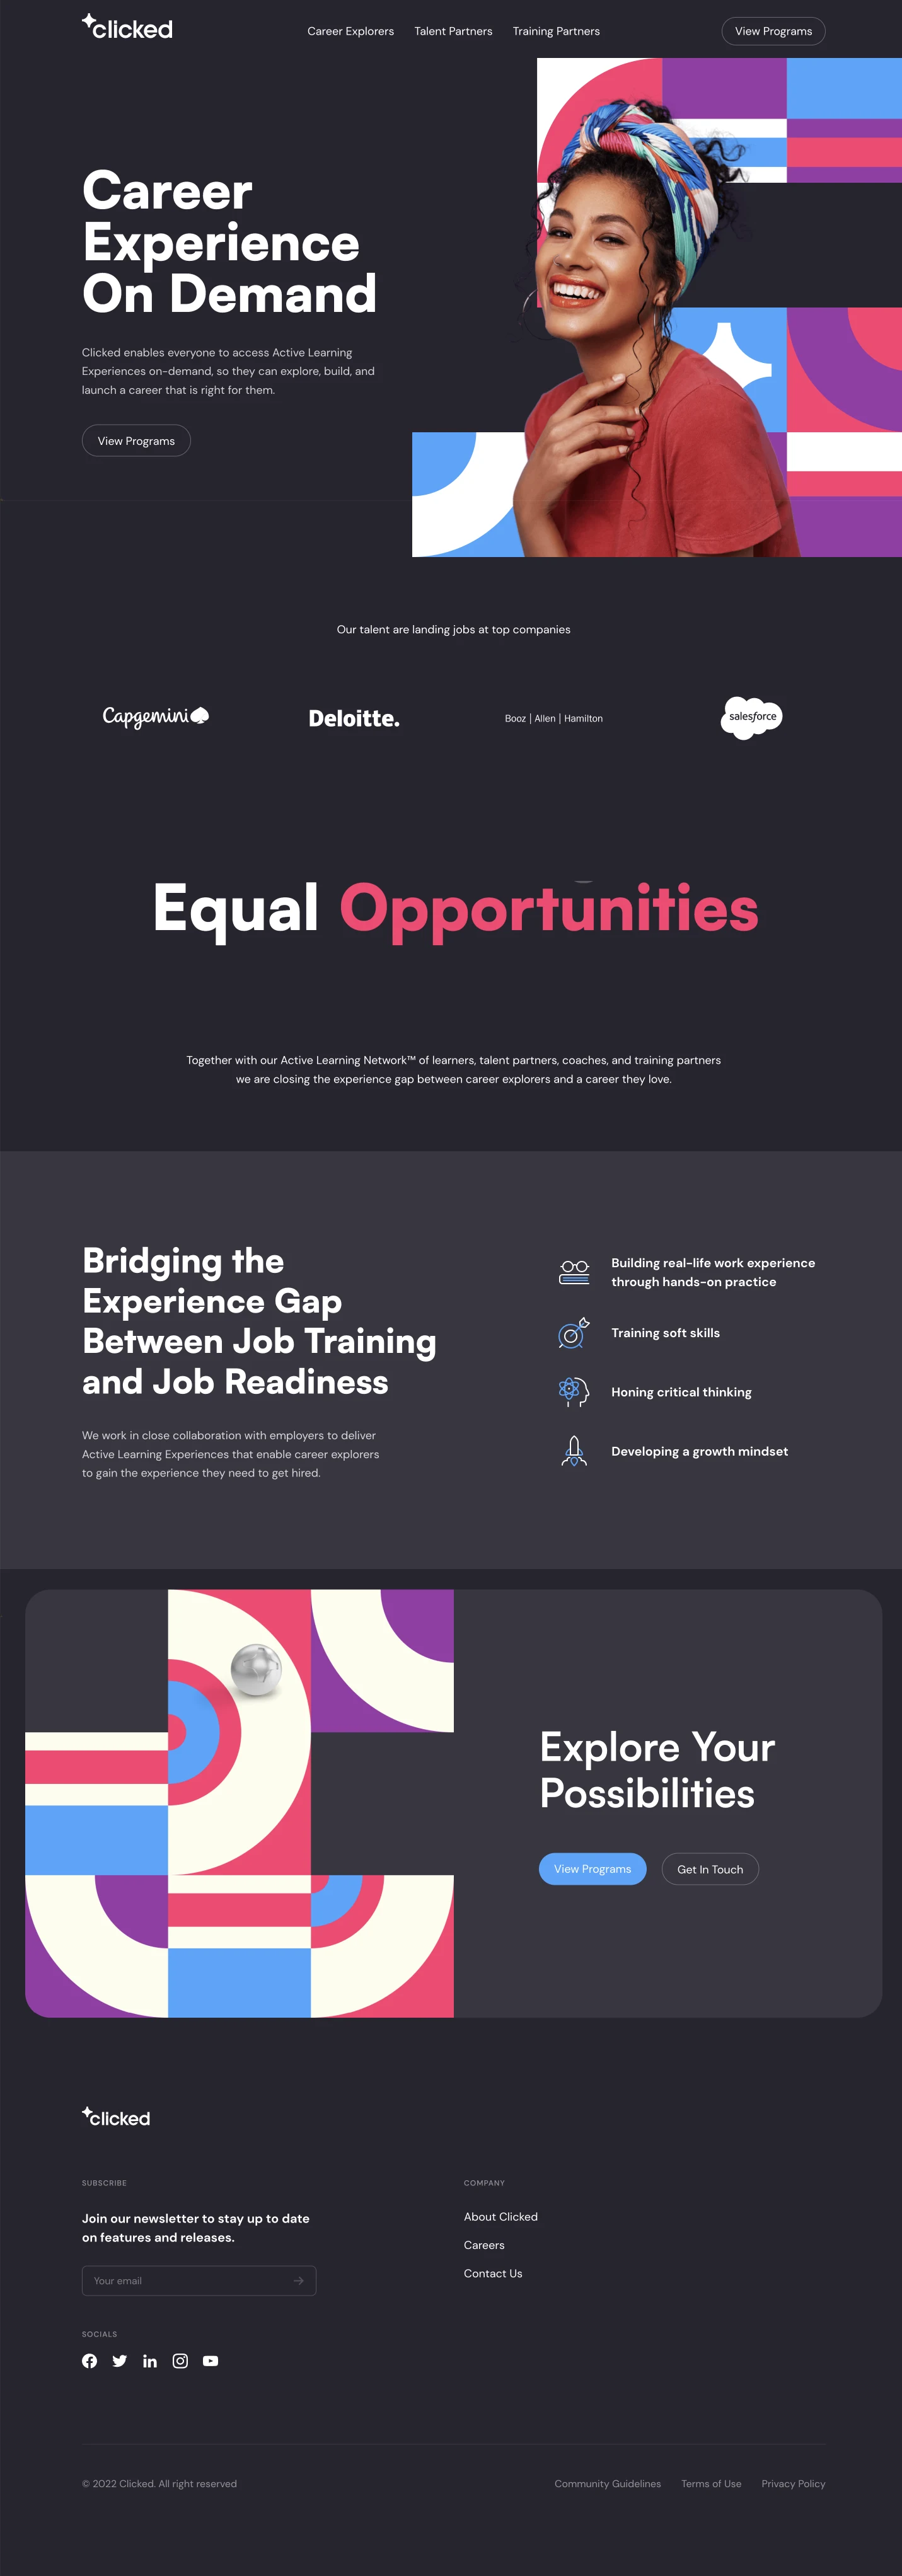 clicked
Career Explorers
Talent Partners
Training Partners
View Programs
Career
Experience
On Demand
Clicked enables everyone to access Active Learning
Experiences on-demand, so they can explore, build, and
launch a career that is right for them.
View Programs
Our talent are landing jobs at top companies
Capgemini
Deloitte.
Booz | Allen | Hamilton
salesforce
Equal Opportunities
Together with our Active Learning Network™ of learners, talent partners, coaches, and training partners
we are closing the experience gap between career explorers and a career they love.
Bridging the
Experience Gap
Between Job Training
and Job Readiness
We work in close collaboration with employers to deliver
Active Learning Experiences that enable career explorers
to gain the experience they need to get hired.
Building real-life work experience
through hands-on practice
Training soft skills
Honing critical thinking
Developing a growth mindset
Explore Your
Possibilities
View Programs
Get In Touch
clicked
SUBSCRIBE
Join our newsletter to stay up to date
on features and releases.
Your email
SOCIALS
COMPANY
About Clicked
Careers
Contact Us
© 2022 Clicked. All right reserved
Community Guidelines
Terms of Use
Privacy Policy